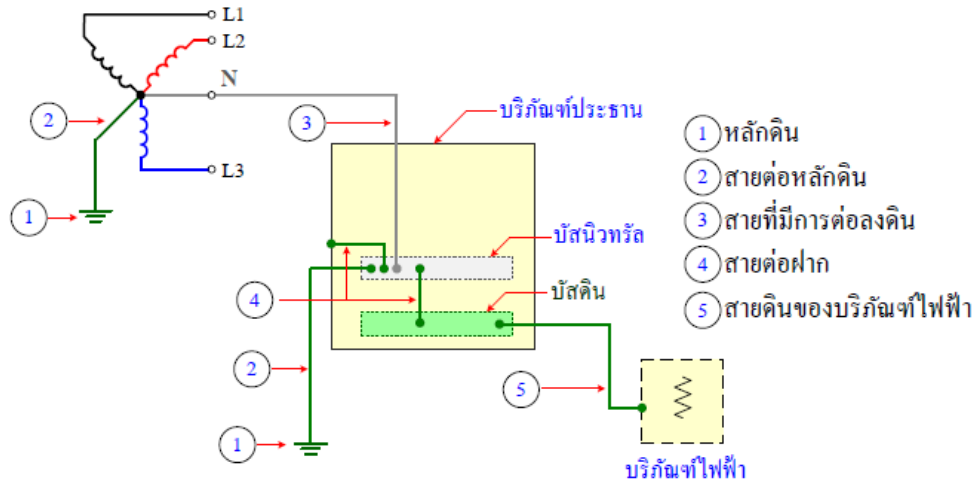 L1
L2
N
2
3
บริภัณฑ์ประธาน
1 หลักดิน
L3
2 สายต่อหลักดิน
1
3 สายที่มีการต่อลงดิน
บัสนิวทรัล
4 สายต่อฝาก
4
บัสดิน
5 สายดินของบริภัณฑ์ไฟฟ้า
2
5
1
บริภัณฑ์ไฟฟ้า